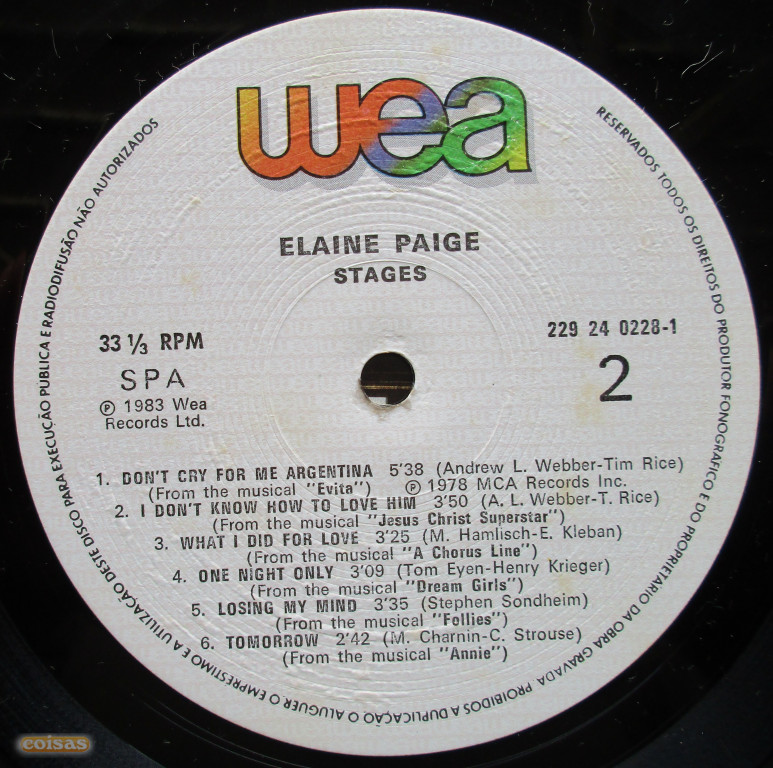 wea
ELAINE PAIGE
STAGES
33 ⅓ RPM
SPA
℗ 1983 Wea
Records Ltd.
229 24 0228-1
2
1. DON'T CRY FOR ME ARGENTINA 5'38 (Andrew L. Webber-Tim Rice)
(From the musical "Evita") ℗ 1978 MCA Records Inc.
2. I DON'T KNOW HOW TO LOVE HIM 3'50 (A. L. Webber-T. Rice)
(From the musical "Jesus Christ Superstar")
3. WHAT I DID FOR LOVE 3'25 (M. Hamlisch-E. Kleban)
(From the musical "A Chorus Line")
4. ONE NIGHT ONLY 3'09 (Tom Eyen-Henry Krieger)
(From the musical "Dream Girls")
5. LOSING MY MIND 3'35 (Stephen Sondheim)
(From the musical "Follies")
6. TOMORROW 2'42 (M. Charnin-C. Strouse)
(From the musical "Annie")
RESERVADOS TODOS OS DIREITOS DO PRODUTOR FONOGRAFICO E DO PROPRIETARIO DA OBRA GRAVADA PROIBIDOS A DUPLICAÇÃO O ALUGUER O EMPRESTIMO E A UTILIZAÇÃO DESTE DISCO PARA EXECUÇÃO PUBLICA E RADIODIFUSÃO NÃO AUTORIZADOS
coisas